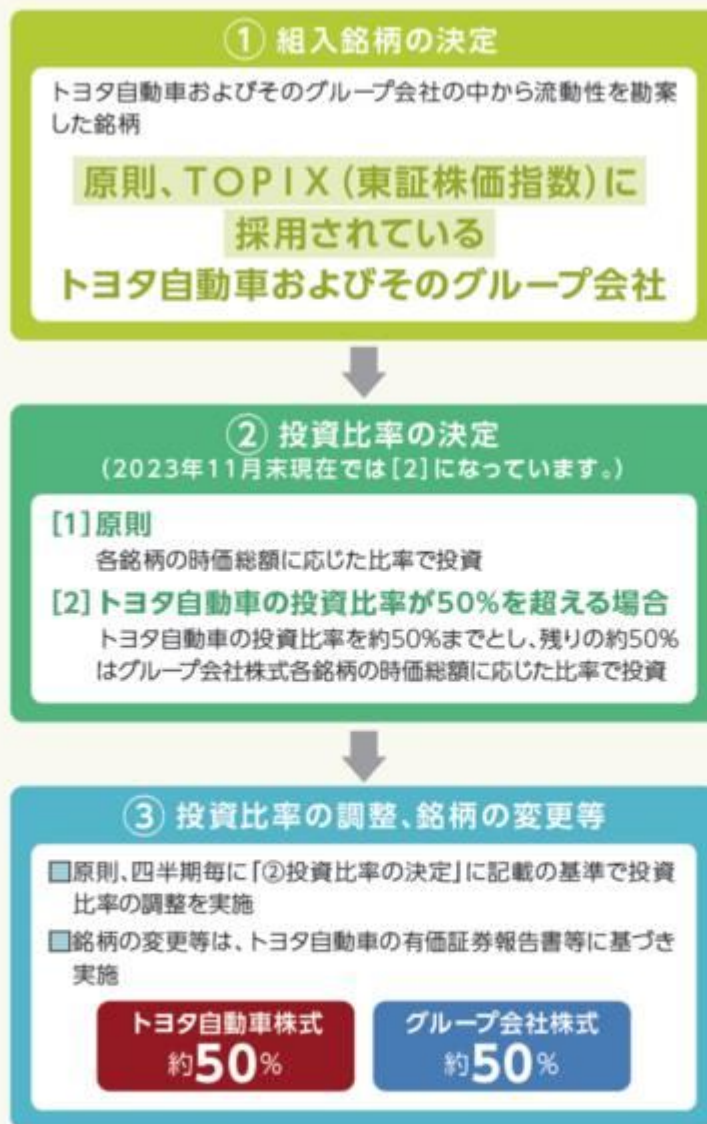 ① 組入銘柄の決定
トヨタ自動車およびそのグループ会社の中から流動性を勘案
した銘柄
原則、TOPIX(東証株価指数)に
採用されている
トヨタ自動車およびそのグループ会社
② 投資比率の決定
(2023年11月末現在では[2]になっています。)
[1]原則
各銘柄の時価総額に応じた比率で投資
[2]トヨタ自動車の投資比率が50%を超える場合
トヨタ自動車の投資比率を約50%までとし、残りの約50%
はグループ会社株式各銘柄の時価総額に応じた比率で投資
③ 投資比率の調整、銘柄の変更等
原則、四半期毎に「②投資比率の決定」に記載の基準で投資
比率の調整を実施
銘柄の変更等は、トヨタ自動車の有価証券報告書等に基づき
実施
トヨタ自動車株式
約50%
グループ会社株式
約50%